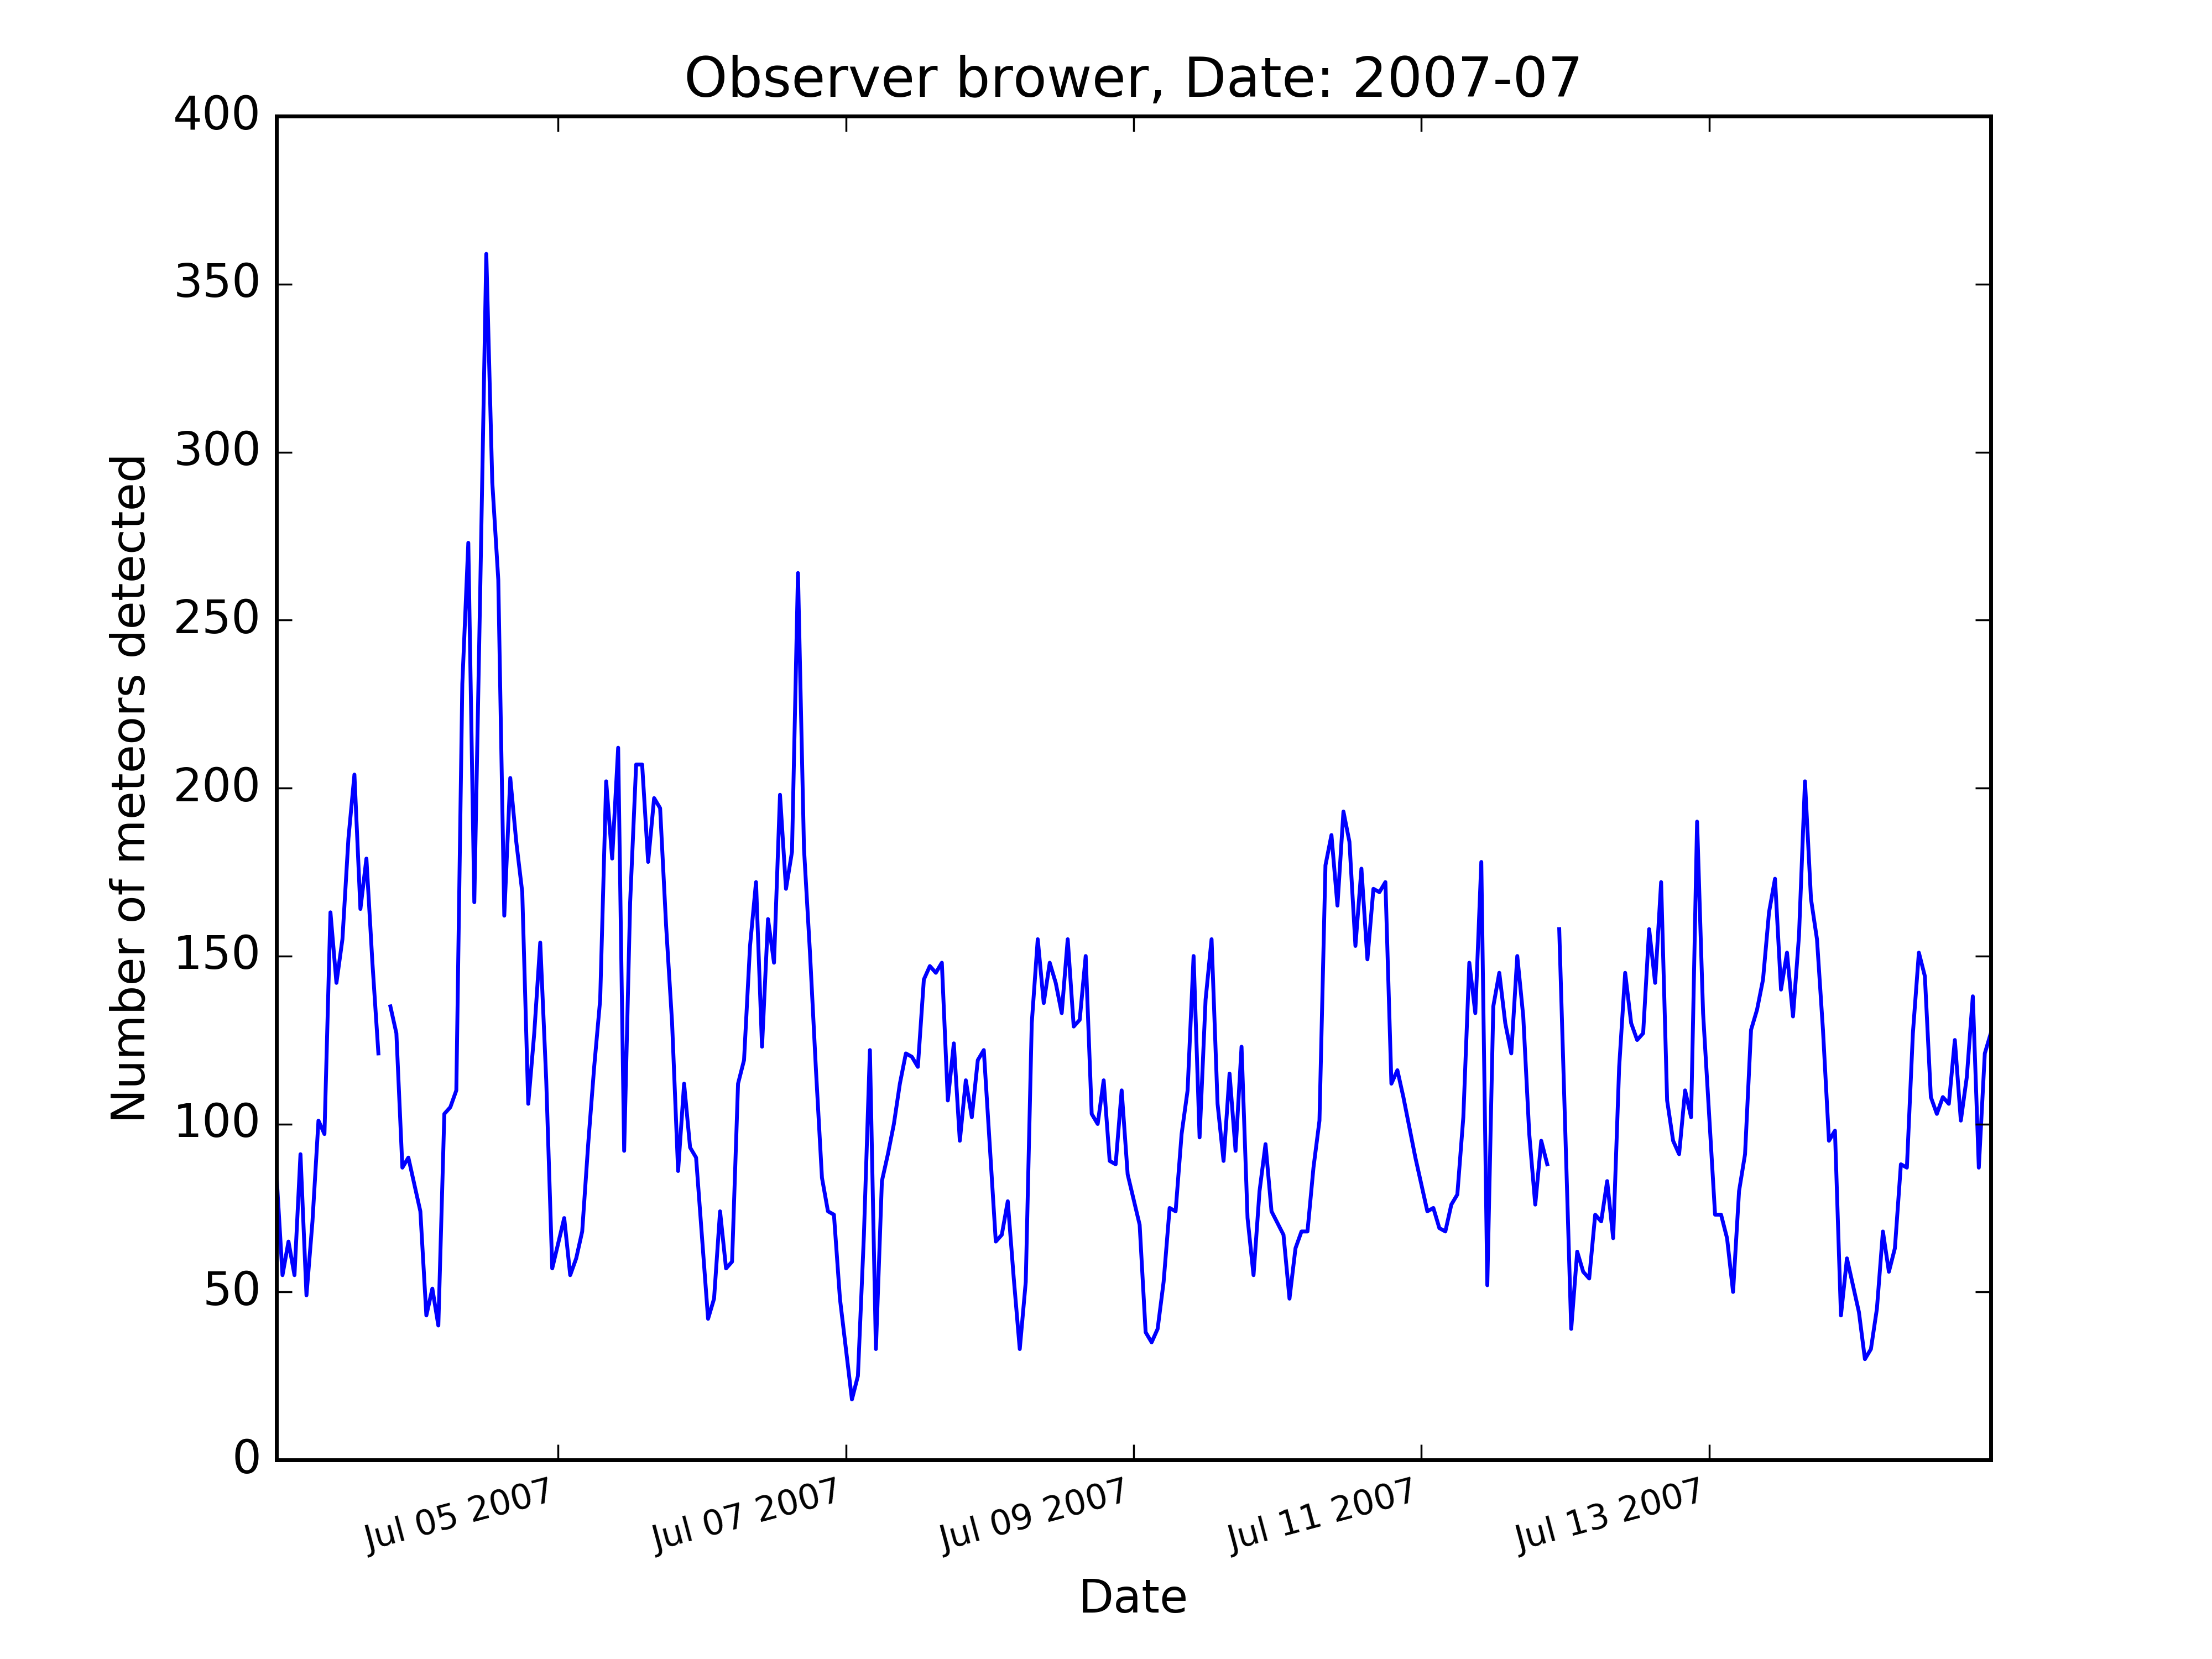 Observer brower, Date: 2007-07
400
350
300
250
200
150
100
50
0
Number of meteors detected
Jul 05 2007
Jul 07 2007
Jul 09 2007
Jul 11 2007
Jul 13 2007
Date